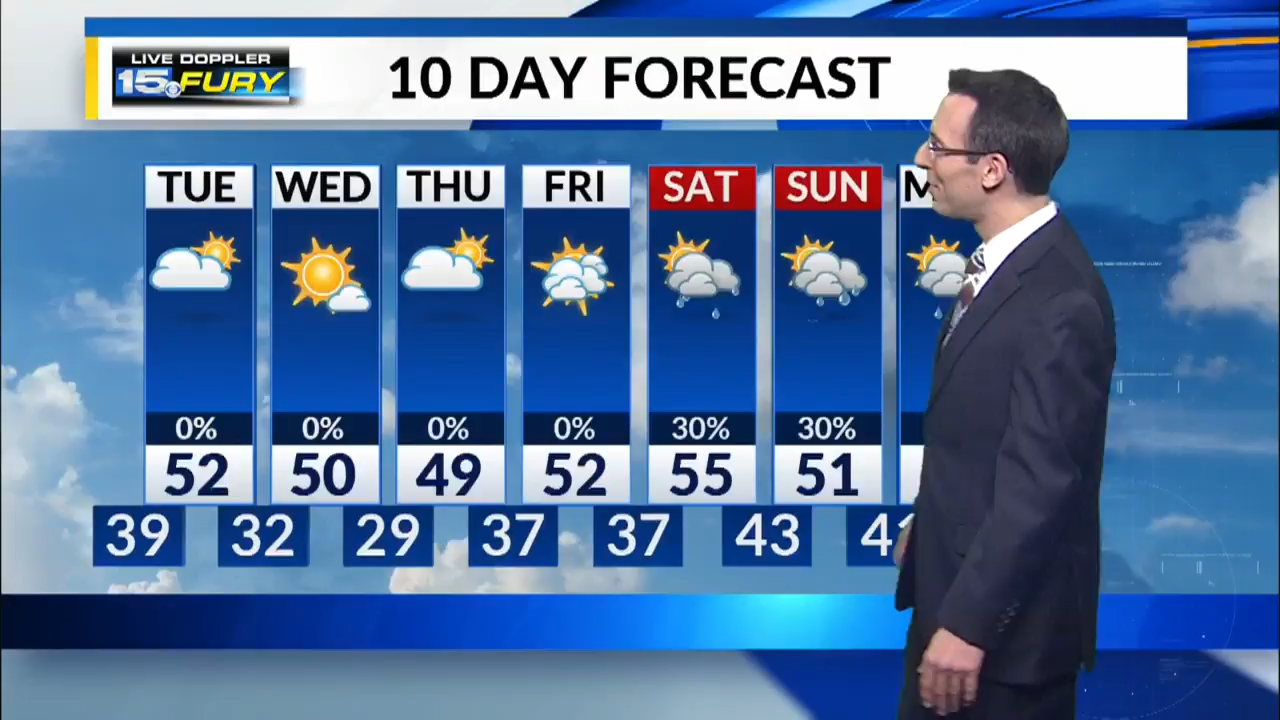 LIVE DOPPLER
15 FURY
10 DAY FORECAST
TUE WED THU FRI SAT SUN
0% 0% 0% 0% 30% 30%
52 50 49 52 55 51
39 32 29 37 37 43